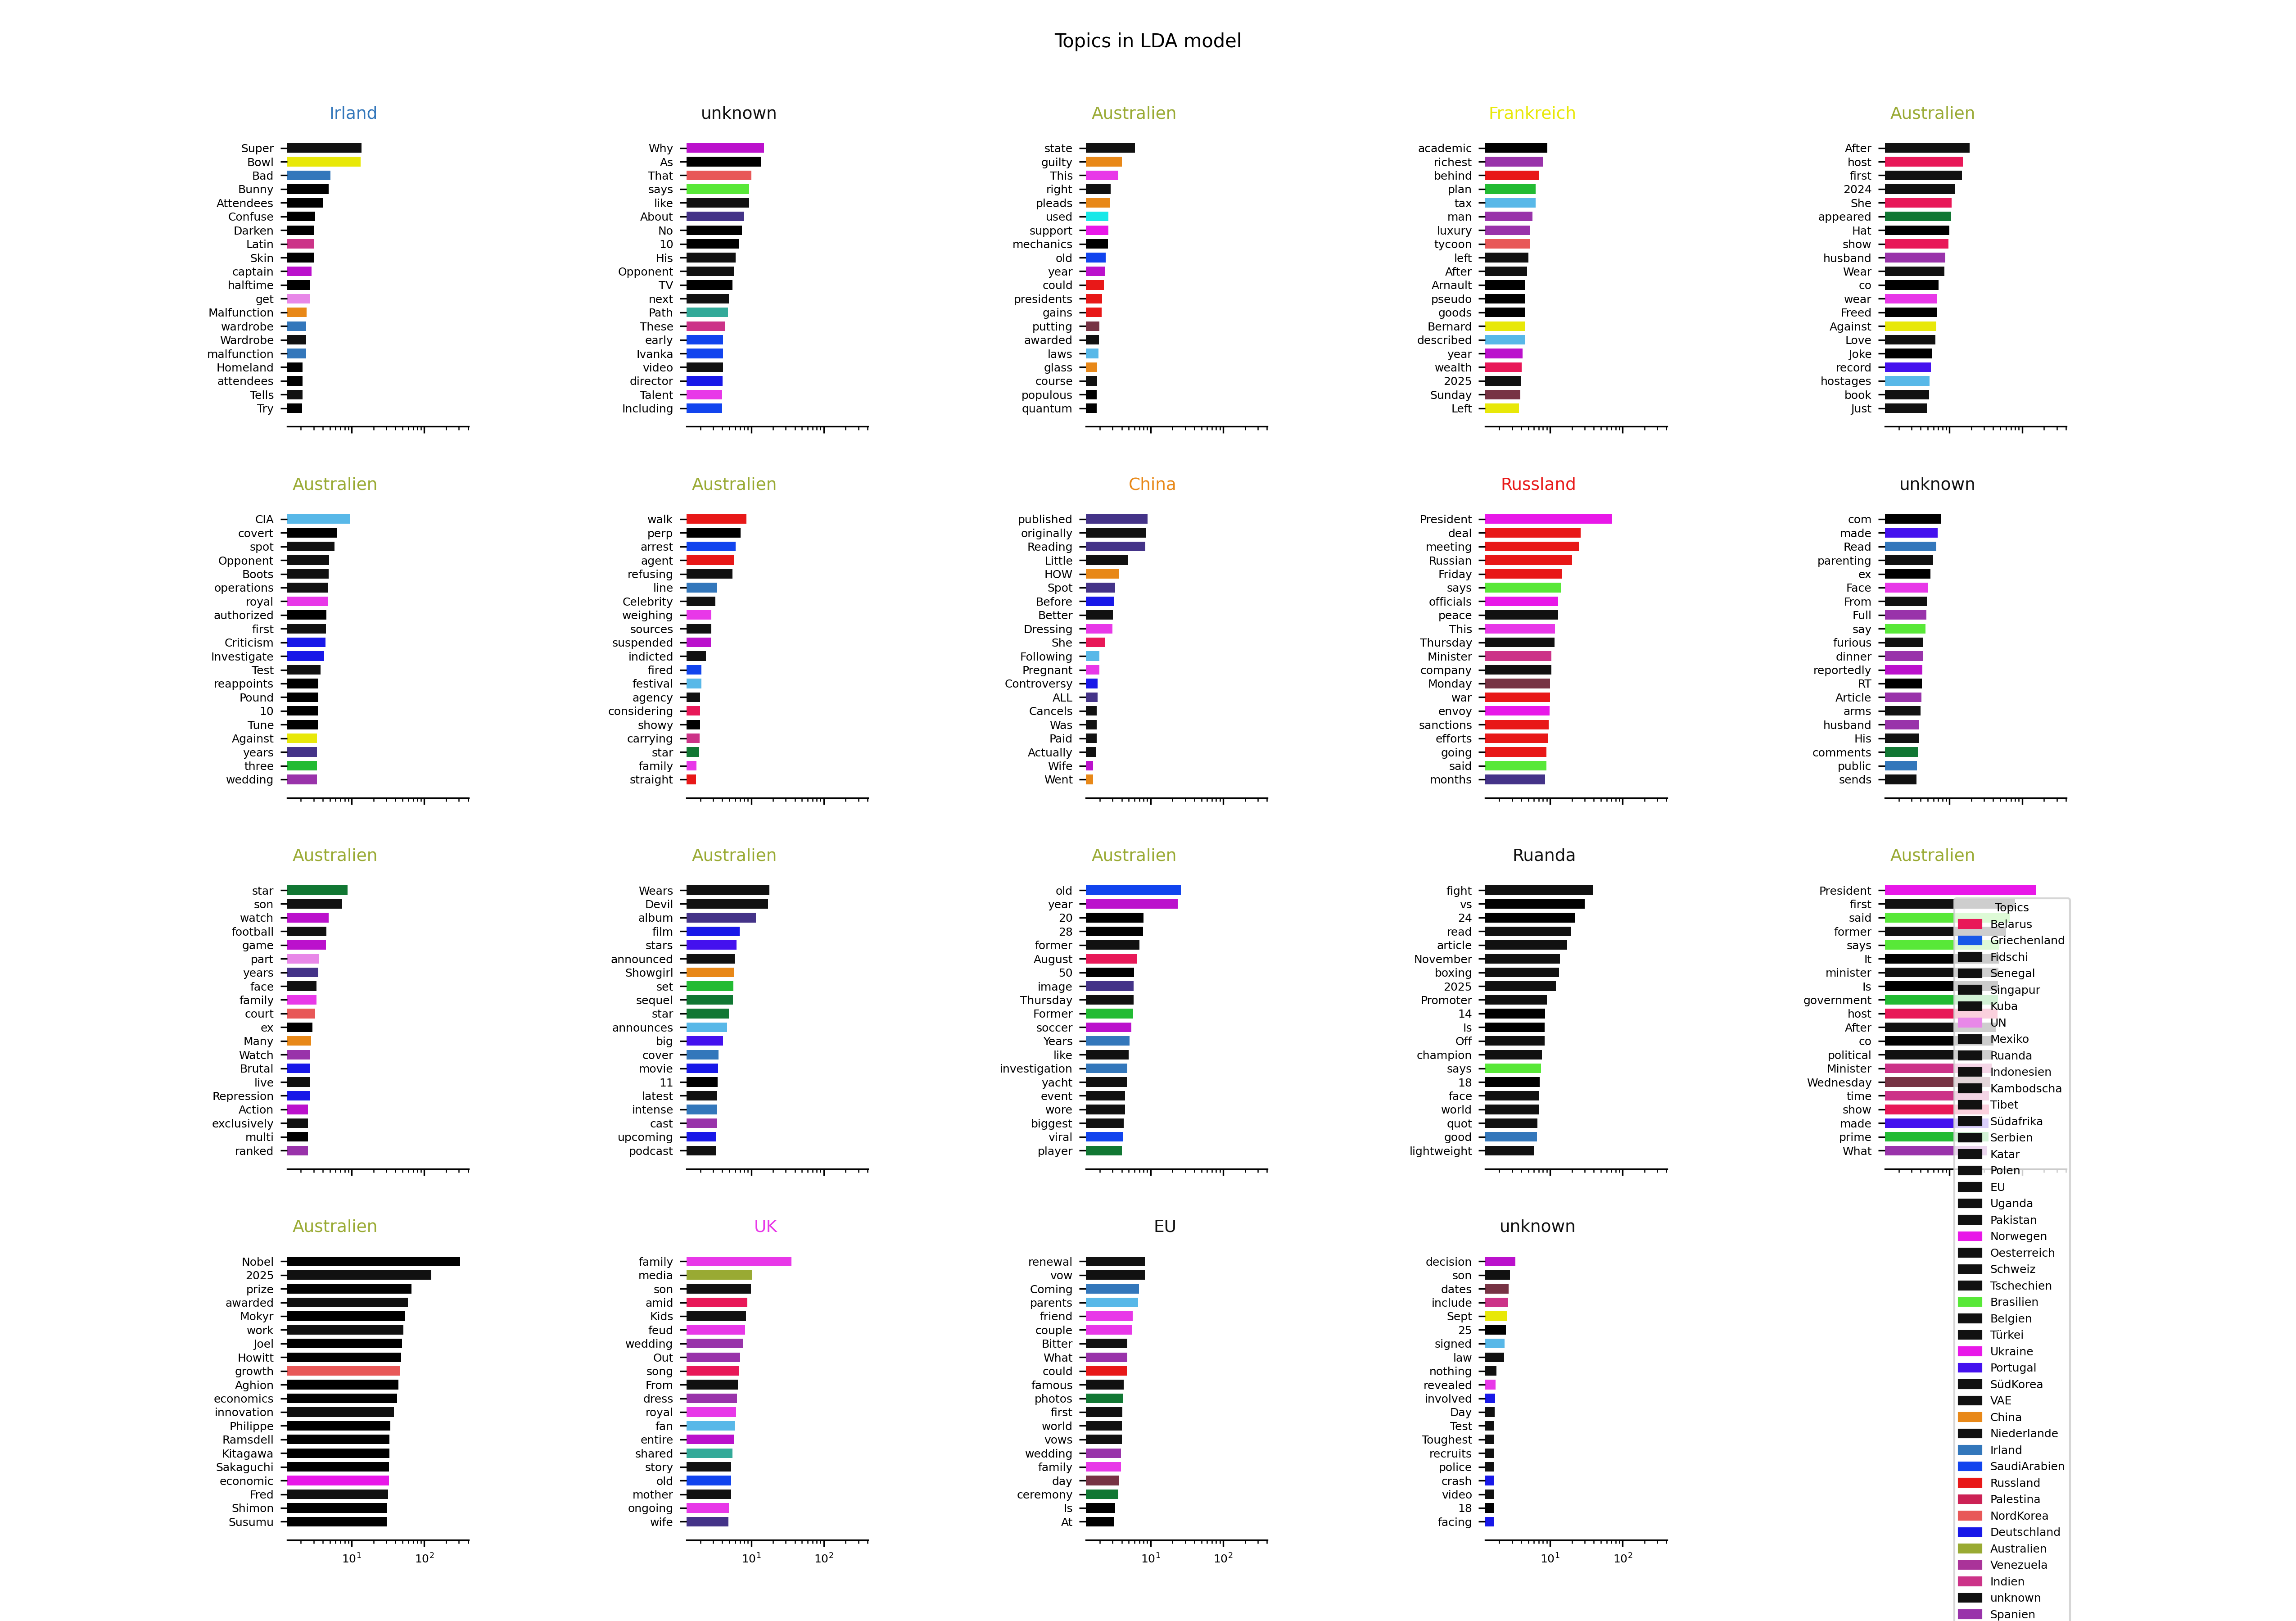 Topics in LDA model
Irland
Super
Bowl
Bad
Bunny
Attendees
Confuse
Darken
Latin
Skin
captain
halftime
get
Malfunction
wardrobe
Wardrobe
malfunction
Homeland
attendees
Tells
Try
unknown
Why
As
That
says
like
About
No
10
His
Opponent
TV
next
Path
These
early
Ivanka
video
director
Talent
Including
Australien
state
guilty
This
right
pleads
used
support
mechanics
old
year
could
presidents
gains
putting
awarded
laws
glass
course
populous
quantum
Frankreich
academic
richest
behind
plan
tax
man
luxury
tycoon
left
After
Arnault
pseudo
goods
Bernard
described
year
wealth
2025
Sunday
Left
Australien
After
host
first
2024
She
appeared
Hat
show
husband
Wear
co
wear
Freed
Against
Love
Joke
record
hostages
book
Just
Australien
CIA
covert
spot
Opponent
Boots
operations
royal
authorized
first
Criticism
Investigate
Test
reappoints
Pound
10
Tune
Against
years
three
wedding
Australien
walk
perp
arrest
agent
refusing
line
Celebrity
weighing
sources
suspended
indicted
fired
festival
agency
considering
showy
carrying
star
family
straight
China
published
originally
Reading
Little
HOW
Spot
Before
Better
Dressing
She
Following
Pregnant
Controversy
ALL
Cancels
Was
Paid
Actually
Wife
Went
Russland
President
deal
meeting
Russian
Friday
says
officials
peace
This
Thursday
Minister
company
Monday
war
envoy
sanctions
efforts
going
said
months
unknown
com
made
Read
parenting
ex
Face
From
Full
say
furious
dinner
reportedly
RT
Article
arms
husband
His
comments
public
sends
Australien
star
son
watch
football
game
part
years
face
family
court
ex
Many
Watch
Brutal
live
Repression
Action
exclusively
multi
ranked
Australien
Wears
Devil
album
film
stars
announced
Showgirl
set
sequel
star
announces
big
cover
movie
11
latest
intense
cast
upcoming
podcast
Australien
old
year
20
28
former
August
50
image
Thursday
Former
soccer
Years
like
investigation
yacht
event
wore
biggest
viral
player
Ruanda
fight
vs
24
read
article
November
boxing
2025
Promoter
14
Is
Off
champion
says
18
face
world
quot
good
lightweight
Australien
President
first
said
former
says
It
minister
Is
government
host
After
co
political
Minister
Wednesday
time
show
made
prime
What
Australien
Nobel
2025
prize
awarded
Mokyr
work
Joel
Howitt
growth
Aghion
economics
innovation
Philippe
Ramsdell
Kitagawa
Sakaguchi
economic
Fred
Shimon
Susumu
10¹ 10²
UK
family
media
son
amid
Kids
feud
wedding
Out
song
From
dress
royal
fan
entire
shared
story
old
mother
ongoing
wife
10¹ 10²
EU
renewal
vow
Coming
parents
friend
couple
Bitter
What
could
famous
photos
first
world
vows
wedding
family
day
ceremony
Is
At
10¹ 10²
unknown
decision
son
dates
include
Sept
25
signed
law
nothing
revealed
involved
Day
Test
Toughest
recruits
police
crash
video
18
facing
10¹ 10²
Topics
Belarus
Griechenland
Fidschi
Senegal
Singapur
Kuba
UN
Mexiko
Ruanda
Indonesien
Kambodscha
Tibet
Südafrika
Serbien
Katar
Polen
EU
Uganda
Pakistan
Norwegen
Oesterreich
Schweiz
Tschechien
Brasilien
Belgien
Türkei
Ukraine
Portugal
SüdKorea
VAE
China
Niederlande
Irland
SaudiArabien
Russland
Palestina
NordKorea
Deutschland
Australien
Venezuela
Indien
unknown
Spanien